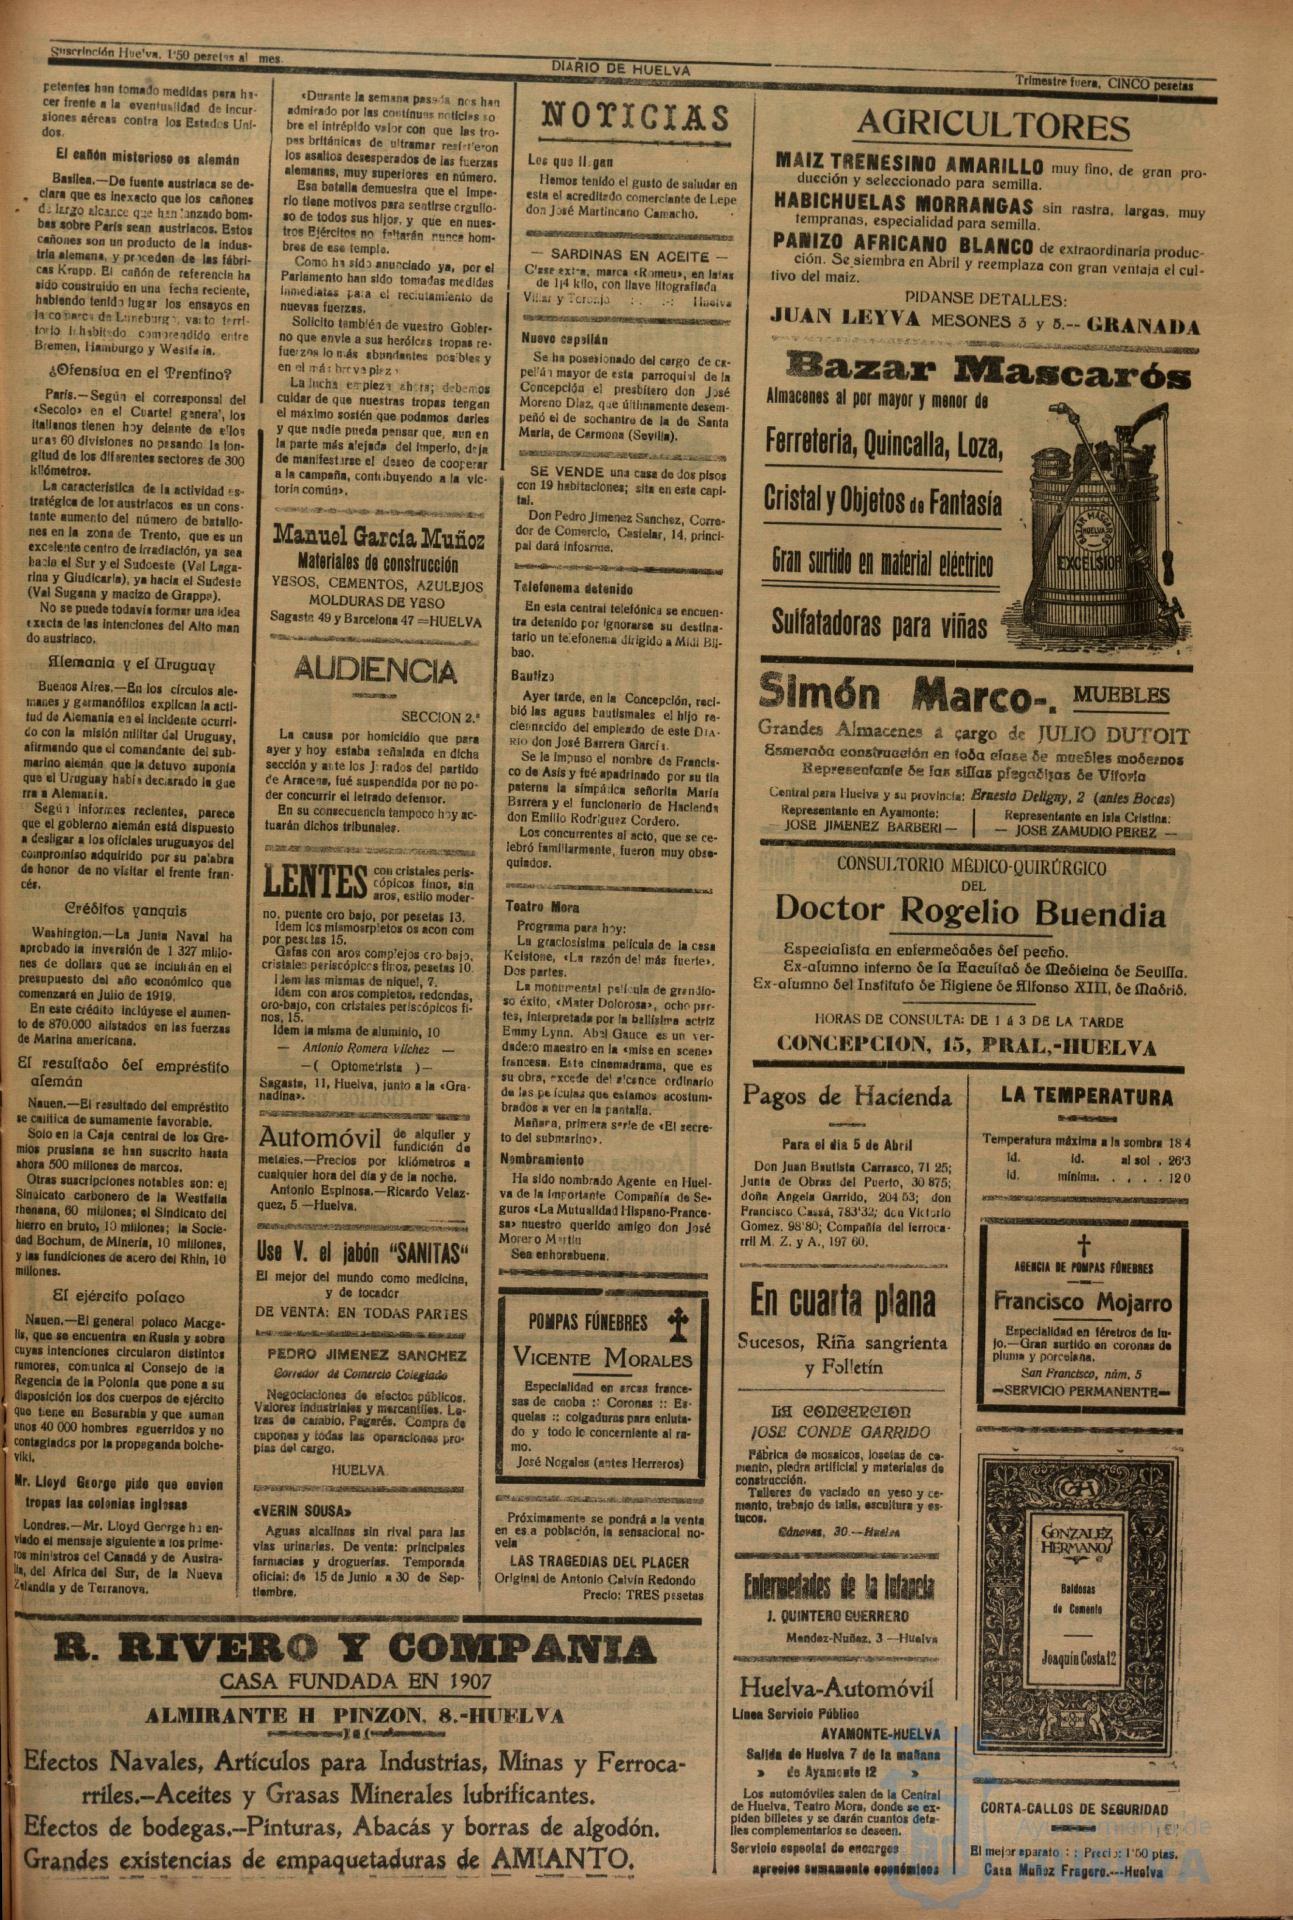 Suscripción Huelva, 1'50 pesetas al mes.
DIARIO DE HUELVA
Trimestre fuera, CINCO pesetas
petentes han tomado medidas para ha-
cer frente a la eventualidad de incur-
siones aéreas contra los Estados Uni-
dos.
El cañón misterioso es alemán
Basilea.—De fuente austriaca se de-
clara que es inexacto que los cañones
de largo alcance que han lanzado bom-
bas sobre París sean austriacos. Estos
cañones son un producto de la indus-
tria alemana, y proceden de las fábri-
cas Krupp. El cañón de referencia ha
sido construido en una fecha reciente,
habiendo tenido lugar los ensayos en
la comarca de Luneburgo, vasto terri-
torio inhabitado comprendido entre
Bremen, Hamburgo y Westfalia.
¿Ofensiva en el Trentino?
París.—Según el corresponsal del
«Secolo» en el Cuartel general, los
italianos tienen hoy delante de ellos
unas 60 divisiones no pesando la lon-
gitud de los diferentes sectores de 300
kilómetros.
La característica de la actividad es-
tratégica de los austriacos es un cons-
tante aumento del número de batallo-
nes en la zona de Trento, que es un
excelente centro de irradiación, ya sea
hacia el Sur y el Sudoeste (Val Laga-
rina y Giudicaria), ya hacia el Sudeste
(Val Sugana y macizo de Grappa).
No se puede todavía formar una idea
exacta de las intenciones del Alto man
do austriaco.
Alemania y el Uruguay
Buenos Aires.—En los círculos ale-
manes y germanófilos explican la acti-
tud de Alemania en el incidente ocurri-
do con la misión militar del Uruguay,
afirmando que el comandante del sub-
marino alemán que la detuvo suponía
que el Uruguay había declarado la gue
rra a Alemania.
Según informes recientes, parece
que el gobierno alemán está dispuesto
a desligar a los oficiales uruguayos del
compromiso adquirido por su palabra
de honor de no visitar el frente fran-
cés.
Créditos yanquis
Washington.—La Junta Naval ha
aprobado la inversión de 1 327 millo-
nes de dollars que se incluirán en el
presupuesto del año económico que
comenzará en Julio de 1919.
En este crédito inclúyese el aumen-
to de 870.000 alistados en las fuerzas
de Marina americana.
El resultado del empréstito
alemán
Nauen.—El resultado del empréstito
se califica de sumamente favorable.
Solo en la Caja central de los Gre-
mios prusiana se han suscrito hasta
ahora 500 millones de marcos.
Otras suscripciones notables son: el
Sindicato carbonero de la Westfalia
rhenana, 60 millones; el Sindicato del
hierro en bruto, 10 millones; la Socie-
dad Bochum, de Minería, 10 millones,
y las fundiciones de acero del Rhin, 10
millones.
El ejército polaco
Nauen.—El general polaco Macge-
lis, que se encuentra en Rusia y sobre
cuyas intenciones circularon distintos
rumores, comunica al Consejo de la
Regencia de la Polonia que pone a su
disposición los dos cuerpos de ejército
que tiene en Besarabia y que suman
unos 40 000 hombres aguerridos y no
contagiados por la propaganda bolche-
viki.
Mr. Lloyd George pide que envien
tropas las colonias inglesas
Londres.—Mr. Lloyd George ha en-
viado el mensaje siguiente a los prime-
ros ministros del Canadá y de Austra-
lia, del Africa del Sur, de la Nueva
Zelandia y de Terranova.
«Durante la semana pasada nos han
admirado por las continuas noticias so
bre el intrépido valor con que las tro-
pas británicas de ultramar resistieron
los asaltos desesperados de las fuerzas
alemanas, muy superiores en número.
Esa batalla demuestra que el Impe-
rio tiene motivos para sentirse orgullo-
so de todos sus hijos, y que en nues-
tros Ejércitos no faltarán nunca hom-
bres de ese temple.
Como ha sido anunciado ya, por el
Parlamento han sido tomadas medidas
inmediatas para el reclutamiento de
nuevas fuerzas.
Solicito también de vuestro Gobier-
no que envie a sus heróicas tropas re-
fuerzos lo más abundantes posibles y
en el más breve plazo
La lucha empieza ahora; debemos
cuidar de que nuestras tropas tengan
el máximo sostén que podamos darles
y que nadie pueda pensar que, aun en
la parte más alejada del imperio, deja
de manifestarse el deseo de cooperar
a la campaña, contribuyendo a la vic-
toria común».
Manuel García Muñoz
Materiales de construcción
YESOS, CEMENTOS, AZULEJOS
MOLDURAS DE YESO
Sagasta 49 y Barcelona 47 =HUELVA
AUDIENCIA
SECCION 2.ª
La causa por homicidio que para
ayer y hoy estaba señalada en dicha
sección y ante los Jurados del partido
de Aracena, fué suspendida por no po-
der concurrir el letrado defensor.
En su consecuencia tampoco hoy ac-
tuarán dichos tribunales.
LENTES con cristales peris-
cópicos finos, sin
aros, estilo moder-
no, puente oro bajo, por pesetas 13.
Idem los mismosrpletos os acon com
por pesetas 15.
Gafas con aros complejos oro bajo,
cristales periscópicos finos, pesetas 10.
Idem las mismas de niquel, 7.
Idem con aros completos, redondas,
oro-bajo, con cristales periscópicos fi-
nos, 15.
Idem la misma de aluminio, 10
— Antonio Romera Vilchez —
—( Optometrista )—
Sagasta, 11, Huelva, junto a la «Gra-
nadina».
Automóvil de alquiler y
fundición de
metales.—Precios por kilómetros a
cualquier hora del día y de la noche.
Antonio Espinosa.—Ricardo Velaz-
quez, 5 —Huelva.
Use V. el jabón "SANITAS"
El mejor del mundo como medicina,
y de tocador
DE VENTA: EN TODAS PARTES
PEDRO JIMENEZ SANCHEZ
Corredor de Comercio Colegiado
Negociaciones de efectos públicos.
Valores industriales y mercantiles. Le-
tras de cambio, Pagarés. Compra de
cupones y todas las operaciones pro-
pias del cargo.
HUELVA
«VERIN SOUSA»
Aguas alcalinas sin rival para las
vías urinarias. De venta: principales
farmacias y droguerías. Temporada
oficial: de 15 de Junio a 30 de Sep-
tiembre.
NOTICIAS
Los que llegan
Hemos tenido el gusto de saludar en
esta el acreditado comerciante de Lepe
don José Martincano Camacho.
— SARDINAS EN ACEITE —
Clase extra, marca «Romeu», en latas
de 1|4 kilo, con llave litografiada
Villar y Toronjo : : Huelva
Nuevo capellán
Se ha posesionado del cargo de ca-
pellán mayor de esta parroquial de la
Concepción el presbítero don José
Moreno Diaz, que últimamente desem-
peñó el de sochantre de la de Santa
María, de Carmona (Sevilla).
SE VENDE una casa de dos pisos
con 19 habitaciones; sita en esta capi-
tal.
Don Pedro Jimenez Sanchez, Corre-
dor de Comercio, Castelar, 14, princi-
pal dará informe.
Telefonema detenido
En esta central telefónica se encuen-
tra detenido por ignorarse su destina-
tario un telefonema dirigido a Midi Bil-
bao.
Bautizo
Ayer tarde, en la Concepción, reci-
bió las aguas bautismales el hijo re-
ciennacido del empleado de este DIA-
RIO don José Barrera García.
Se le impuso el nombre de Francis-
co de Asís y fué apadrinado por su tía
paterna la simpática señorita María
Barrera y el funcionario de Hacienda
don Emilio Rodríguez Cordero.
Los concurrentes al acto, que se ce-
lebró familiarmente, fueron muy obse-
quiados.
Teatro Mora
Programa para hoy:
La graciosísima película de la casa
Keistone, «La razón del más fuerte».
Dos partes.
La monumental película de grandio-
so éxito, «Mater Dolorosa», ocho par-
tes, interpretada por la bellísima actriz
Emmy Lynn. Abel Gauce es un ver-
dadero maestro en la «mise en scene»
francesa. Este cinemadrama, que es
su obra, excede del alcance ordinario
de las películas que estamos acostum-
brados a ver en la pantalla.
Mañana, primera serie de «El secre-
to del submarino».
Nombramiento
Ha sido nombrado Agente en Huel-
va de la importante Compañía de Se-
guros «La Mutualidad Hispano-France-
sa» nuestro querido amigo don José
Morero Martín
Sea enhorabuena.
POMPAS FÚNEBRES
VICENTE MORALES
Especialidad en arcas france-
sas de caoba :: Coronas :: Es-
quelas :: colgaduras para enluta-
do y todo lo concerniente al ra-
mo.
José Nogales (antes Herreros)
Próximamente se pondrá a la venta
en esa población, la sensacional no-
vela
LAS TRAGEDIAS DEL PLACER
Original de Antonio Calvín Redondo
Precio: TRES pesetas
R. RIVERO Y COMPAÑIA
CASA FUNDADA EN 1907
ALMIRANTE H PINZON, 8.-HUELVA
Efectos Navales, Artículos para Industrias, Minas y Ferroca-
rriles.—Aceites y Grasas Minerales lubrificantes.
Efectos de bodegas.—Pinturas, Abacás y borras de algodón.
Grandes existencias de empaquetaduras de AMIANTO.
AGRICULTORES
MAIZ TRENESINO AMARILLO muy fino, de gran pro-
ducción y seleccionado para semilla.
HABICHUELAS MORRANGAS sin rastra, largas, muy
tempranas, especialidad para semilla.
PANIZO AFRICANO BLANCO de extraordinaria produc-
ción. Se siembra en Abril y reemplaza con gran ventaja el cul-
tivo del maiz.
PIDANSE DETALLES:
JUAN LEYVA MESONES 3 y 5.-- GRANADA
Bazar Mascarós
Almacenes al por mayor y menor de
Ferreteria, Quincalla, Loza,
Cristal y Objetos de Fantasía
Gran surtido en material eléctrico
Sulfatadoras para viñas
BAZAR MASCAROS
HUELVA
EXCELSIOR
Simón Marco-. MUEBLES
Grandes Almacenes á cargo de JULIO DUTOIT
Esmerada construcción en toda clase de muebles modernos
Representante de las sillas plegadizas de Vitoria
Central para Huelva y su provincia: Ernesto Deligny, 2 (antes Bocas)
Representante en Ayamonte:
— JOSE JIMENEZ BARBERI —
Representante en Isla Cristina:
— JOSE ZAMUDIO PEREZ —
CONSULTORIO MÉDICO-QUIRÚRGICO
DEL
Doctor Rogelio Buendia
Especialista en enfermedades del pecho.
Ex-alumno interno de la Facultad de Medicina de Sevilla.
Ex-alumno del Instituto de Higiene de Alfonso XIII, de Madrid.
HORAS DE CONSULTA: DE 1 á 3 DE LA TARDE
CONCEPCION, 15, PRAL,-HUELVA
Pagos de Hacienda
Para el día 5 de Abril
Don Juan Bautista Carrasco, 71 25;
Junta de Obras del Puerto, 30 875;
doña Angela Garrido, 204 53; don
Francisco Cassá, 783'32; don Victorio
Gomez, 98'80; Compañía del ferroca-
rril M. Z. y A., 197 60.
En cuarta plana
Sucesos, Riña sangrienta
y Folletín
LA CONCEPCION
JOSE CONDE GARRIDO
Fábrica de mosaicos, losetas de ce-
mento, piedra artificial y materiales de
construcción.
Talleres de vaciado en yeso y ce-
mento, trabajo de talla, escultura y es-
tucos.
Cánovas, 30.—Huelva
Enfermedades de la Infancia
J. QUINTERO GUERRERO
Mendez-Nuñez, 3 —Huelva
Huelva-Automóvil
Línea Servicio Público
AYAMONTE-HUELVA
Salida de Huelva 7 de la mañana
» de Ayamonte 12 »
Los automóviles salen de la Central
de Huelva, Teatro Mora, donde se ex-
piden billetes y se darán cuantos deta-
lles complementarios se deseen.
Servicio especial de encargos
a precios sumamente económicos
LA TEMPERATURA
Temperatura máxima a la sombra 18 4
Id. Id. al sol . 26'3
Id. mínima. . . . . 12 0
AGENCIA DE POMPAS FÚNEBRES
Francisco Mojarro
Especialidad en féretros de lu-
jo.—Gran surtido en coronas de
pluma y porcelana.
San Francisco, núm. 5
—SERVICIO PERMANENTE—
GH
GONZALEZ
HERMANOS
Baldosas
de Cemento
Joaquín Costa 12
CORTA-CALLOS DE SEGURIDAD
El mejor aparato : : Precio: 1'50 ptas.
Casa Muñoz Fragero.—Huelva
Ayuntamiento de
HUELVA